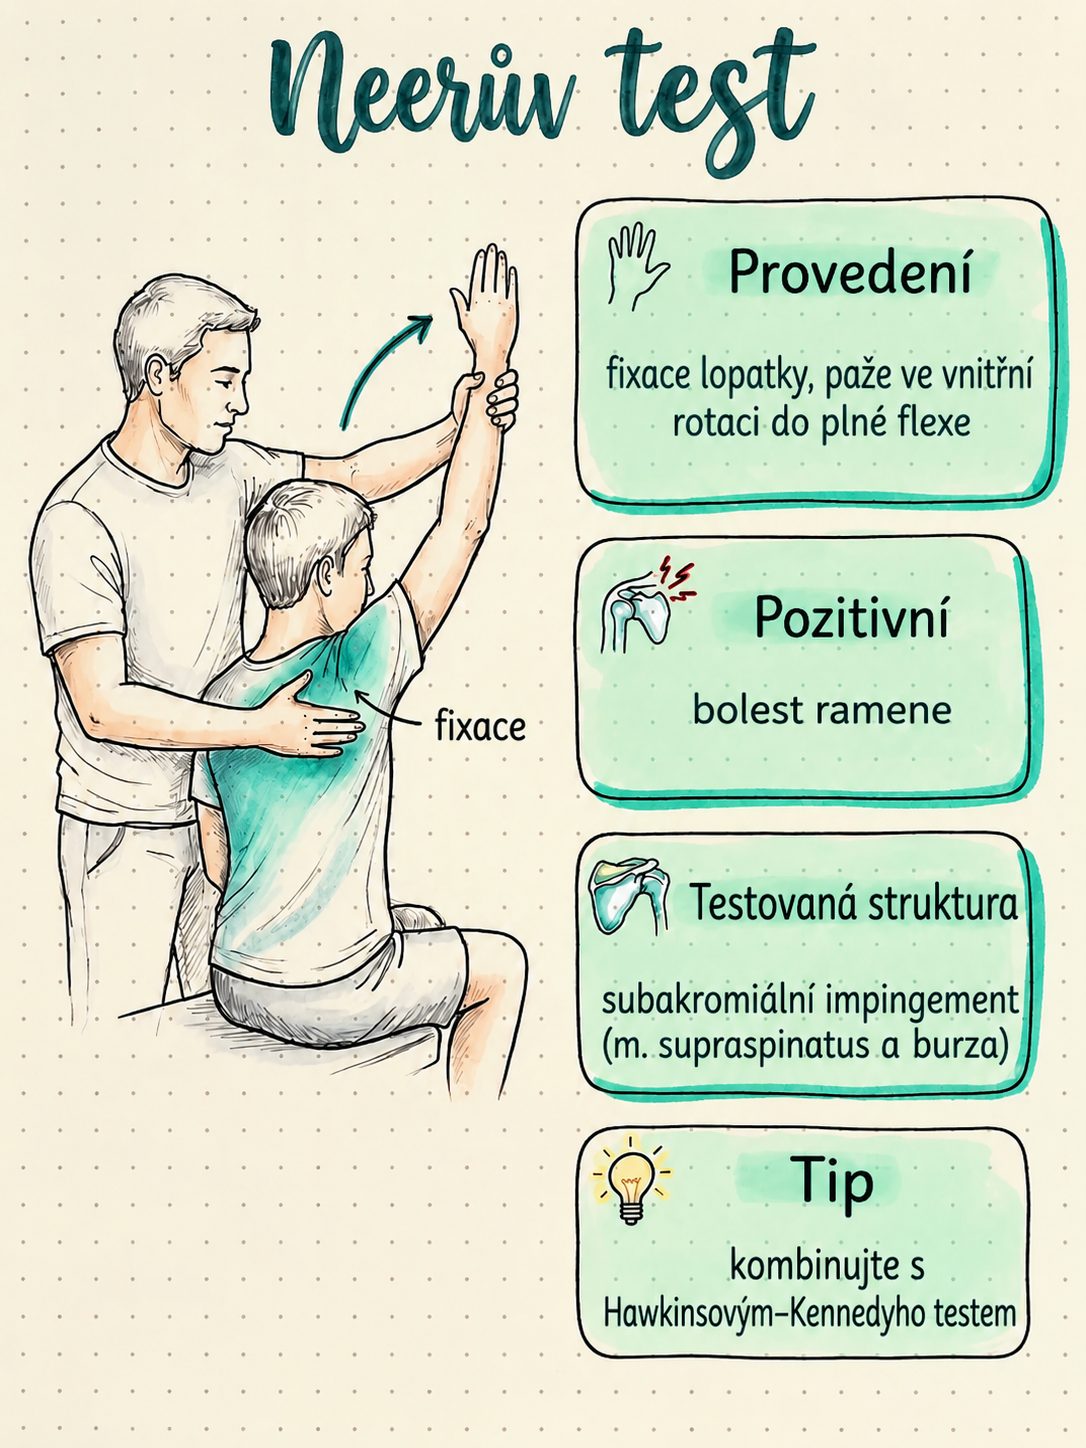 Neerův test
Provedení
fixace lopatky, paže ve vnitřní
rotaci do plné flexe
fixace
Pozitivní
bolest ramene
Testovaná struktura
subakromiální impingement
(m. supraspinatus a burza)
Tip
kombinujte s
Hawkinsovým–Kennedyho testem